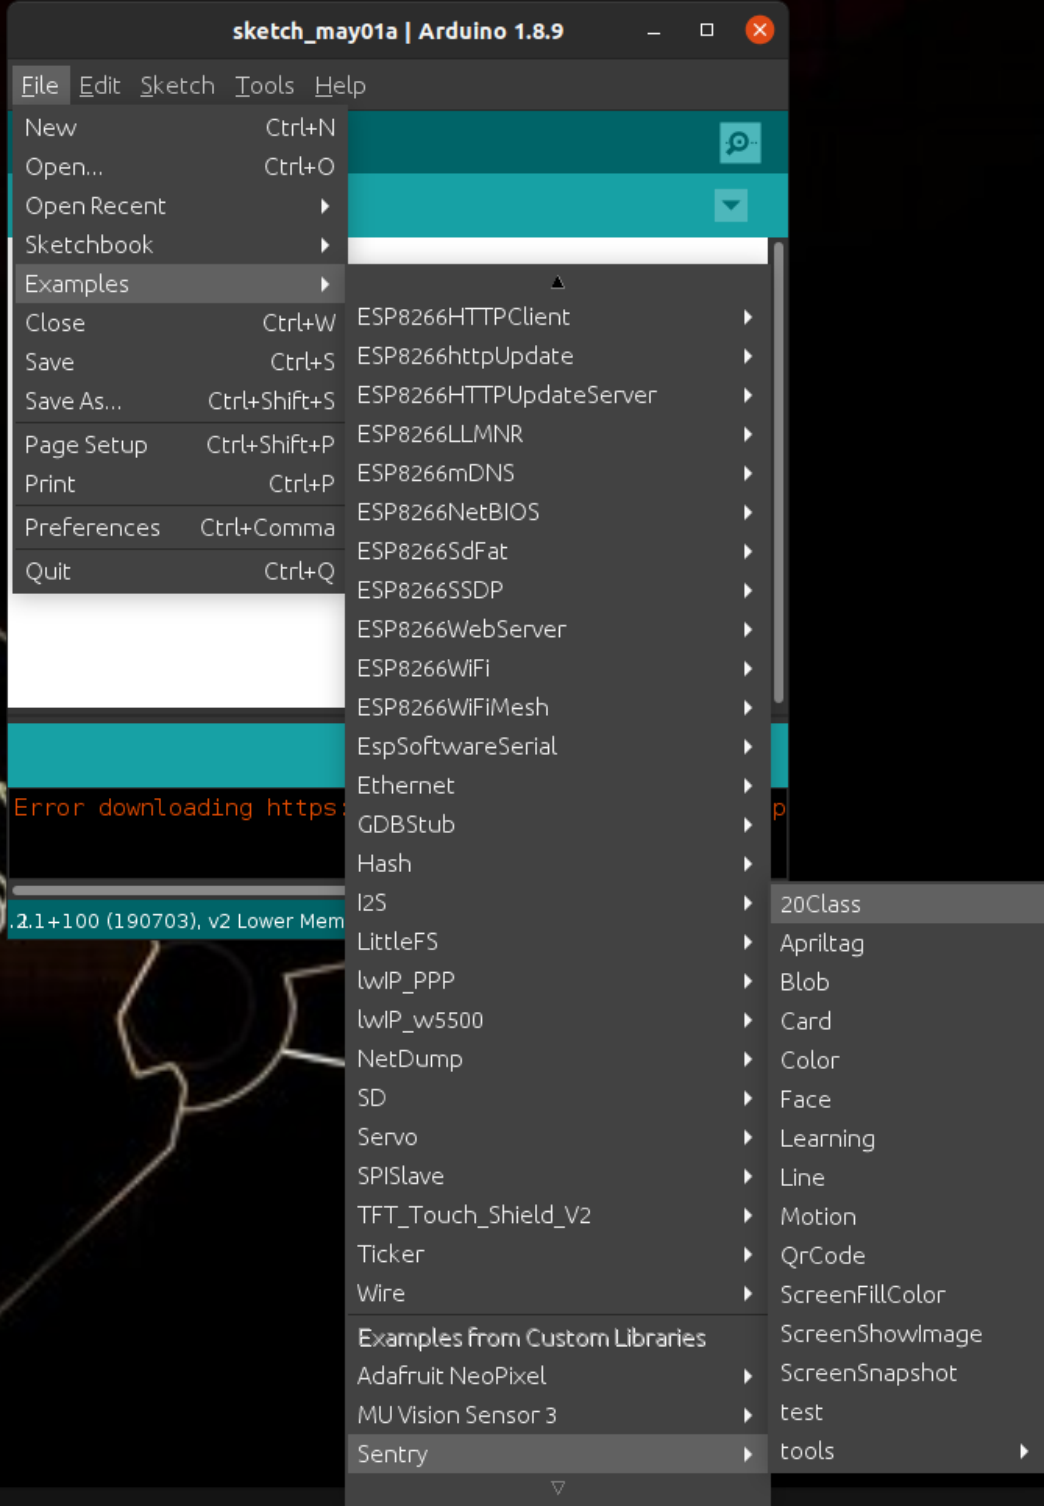 sketch_may01a | Arduino 1.8.9
File Edit Sketch Tools Help
New Ctrl+N
Open... Ctrl+O
Open Recent
Sketchbook
Examples
Close Ctrl+W
Save Ctrl+S
Save As... Ctrl+Shift+S
Page Setup Ctrl+Shift+P
Print Ctrl+P
Preferences Ctrl+Comma
Quit Ctrl+Q
ESP8266HTTPClient
ESP8266httpUpdate
ESP8266HTTPUpdateServer
ESP8266LLMNR
ESP8266mDNS
ESP8266NetBIOS
ESP8266SdFat
ESP8266SSDP
ESP8266WebServer
ESP8266WiFi
ESP8266WiFiMesh
EspSoftwareSerial
Ethernet
GDBStub
Hash
I2S
LittleFS
lwIP_PPP
lwIP_w5500
NetDump
SD
Servo
SPISlave
TFT_Touch_Shield_V2
Ticker
Wire
Examples from Custom Libraries
Adafruit NeoPixel
MU Vision Sensor 3
Sentry
20Class
Apriltag
Blob
Card
Color
Face
Learning
Line
Motion
QrCode
ScreenFillColor
ScreenShowImage
ScreenSnapshot
test
tools
Error downloading https: p
.1+100 (190703), v2 Lower Mem